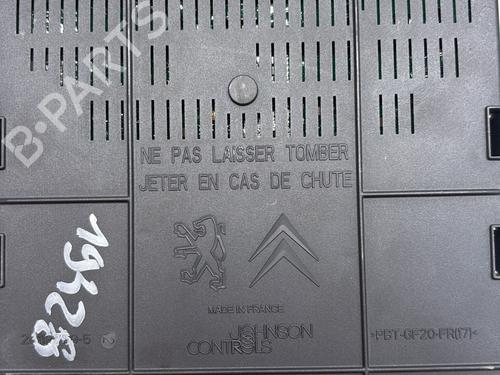 B-PARTS
NE PAS LAISSER TOMBER
JETER EN CAS DE CHUTE
MADE IN FRANCE
JOHNSON
CONTROLS
>PBT-GF20-FR(17)<